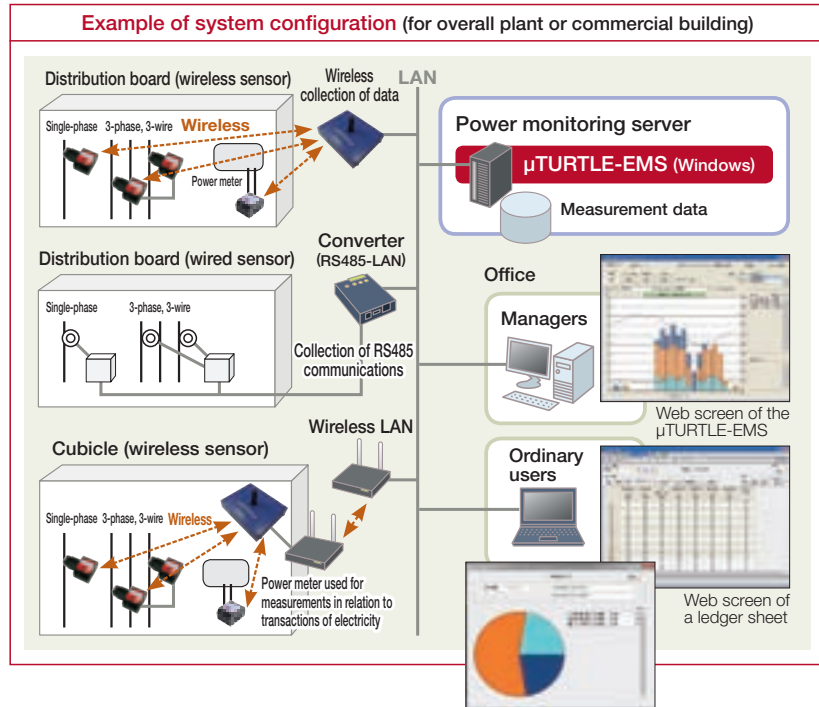 Example of system configuration (for overall plant or commercial building)
Distribution board (wireless sensor)
Wireless
collection of data
LAN
Single-phase
3-phase, 3-wire
Wireless
Power meter
Power monitoring server
μTURTLE-EMS (Windows)
Measurement data
Distribution board (wired sensor)
Converter
(RS485-LAN)
Single-phase
3-phase, 3-wire
Collection of RS485
communications
Office
Managers
Web screen of the
μTURTLE-EMS
Cubicle (wireless sensor)
Wireless LAN
Single-phase
3-phase, 3-wire
Wireless
Power meter used for
measurements in relation to
transactions of electricity
Ordinary
users
Web screen of
a ledger sheet